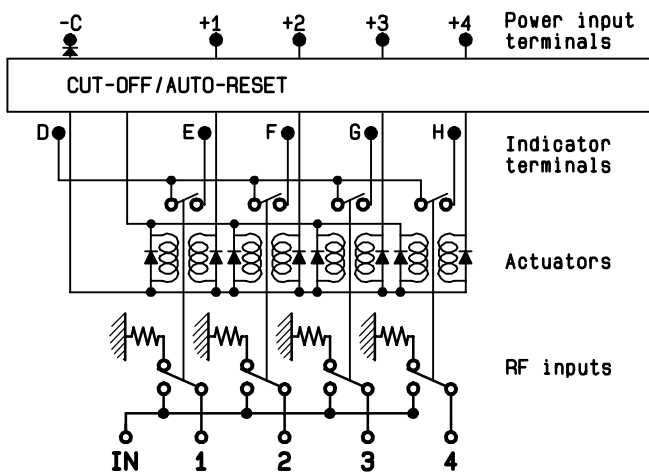 -C +1 +2 +3 +4 Power input
terminals
CUT-OFF/AUTO-RESET
D E F G H Indicator
terminals
Actuators
RF inputs
IN 1 2 3 4